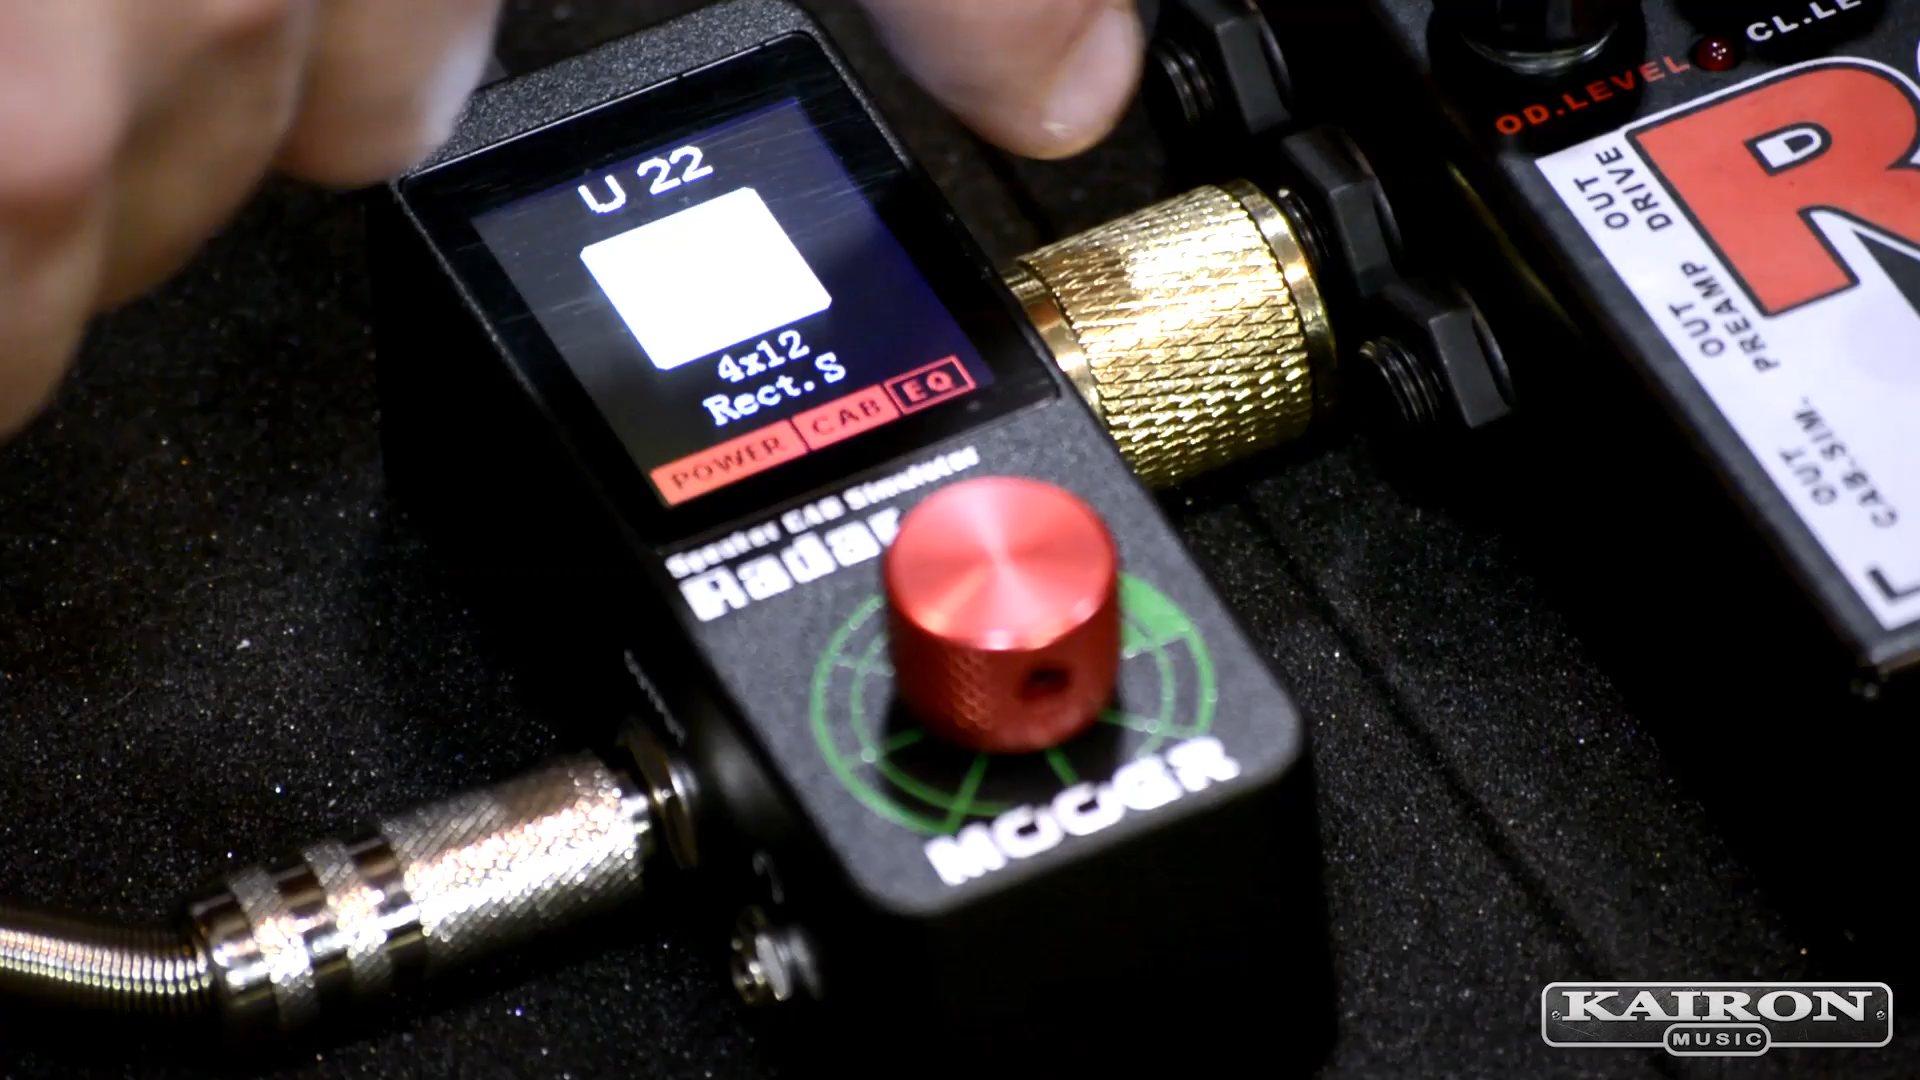 U 22
4x12
Rect.S
POWER CAB EQ
Speaker CAB Simulator
Radar
MOOER
OD.LEVEL
CL.LE
R
OUT
DRIVE
OUT
PREAMP
OUT
CAB.SIM.
KAIRON
MUSIC